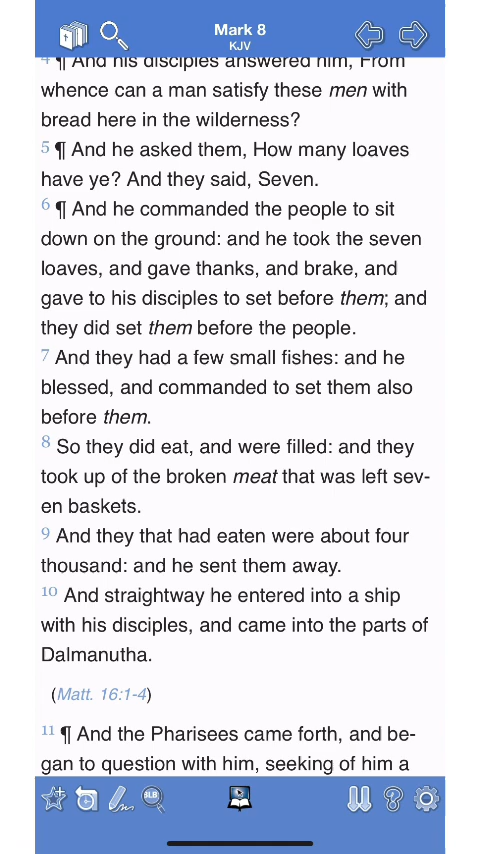 Mark 8
KJV
4 ¶ And his disciples answered him, From
whence can a man satisfy these men with
bread here in the wilderness?
5 ¶ And he asked them, How many loaves
have ye? And they said, Seven.
6 ¶ And he commanded the people to sit
down on the ground: and he took the seven
loaves, and gave thanks, and brake, and
gave to his disciples to set before them; and
they did set them before the people.
7 And they had a few small fishes: and he
blessed, and commanded to set them also
before them.
8 So they did eat, and were filled: and they
took up of the broken meat that was left sev-
en baskets.
9 And they that had eaten were about four
thousand: and he sent them away.
10 And straightway he entered into a ship
with his disciples, and came into the parts of
Dalmanutha.
(Matt. 16:1-4)
11 ¶ And the Pharisees came forth, and be-
gan to question with him, seeking of him a
BLB